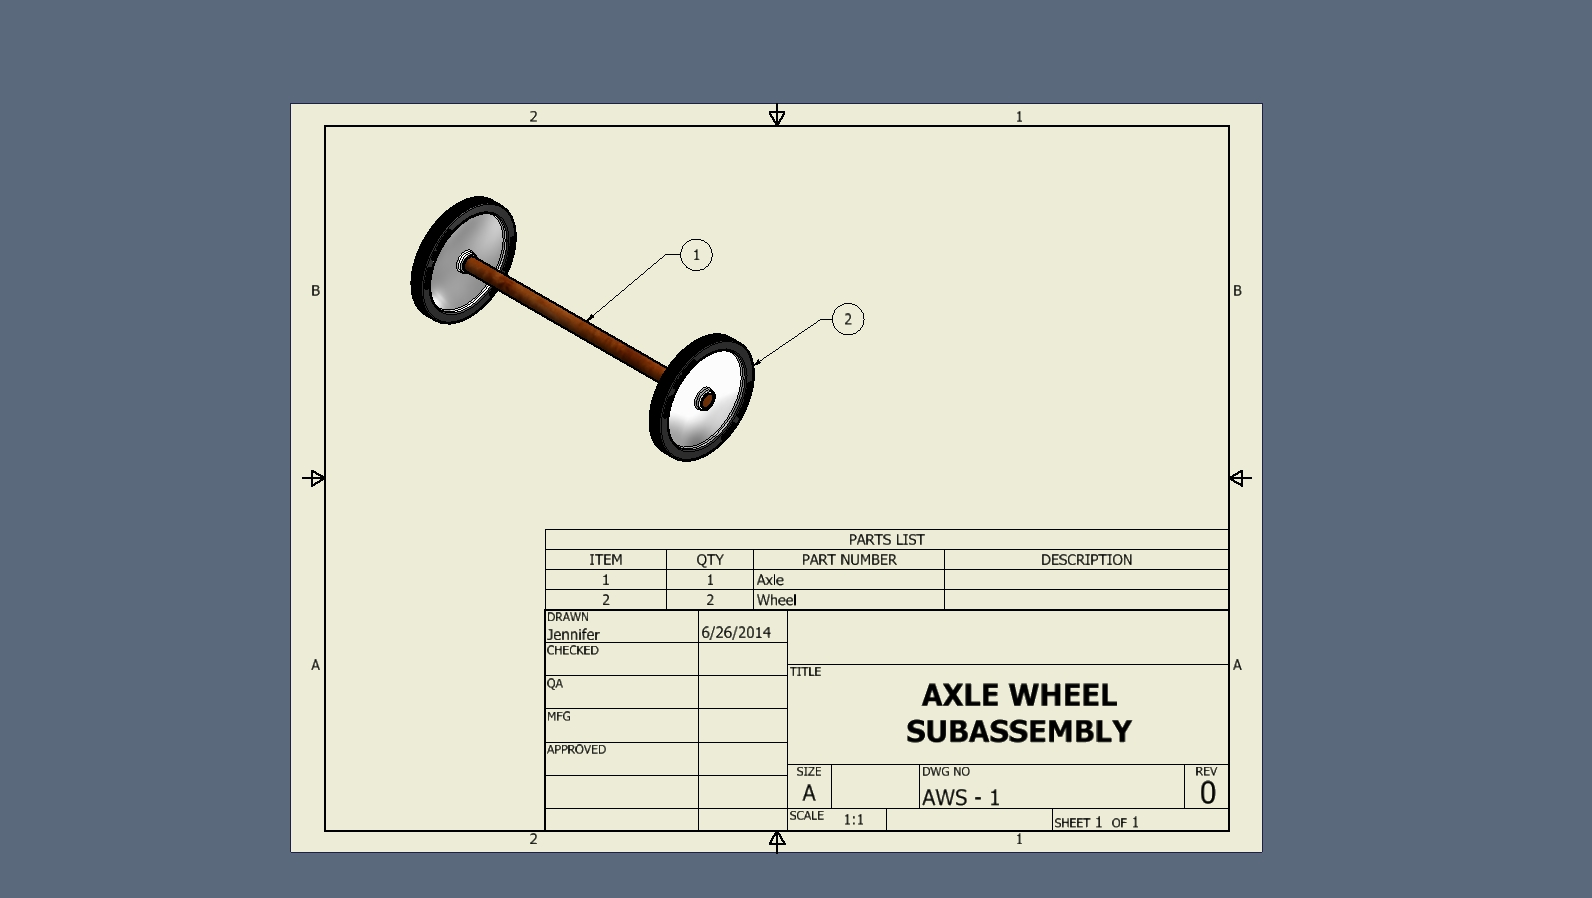 2 1
1
B B
2
PARTS LIST
ITEM QTY PART NUMBER DESCRIPTION
1 1 Axle
2 2 Wheel
DRAWN
Jennifer 6/26/2014
CHECKED
A A
TITLE
AXLE WHEEL
SUBASSEMBLY
QA
MFG
APPROVED
SIZE DWG NO REV
A AWS - 1 0
SCALE 1:1 SHEET 1 OF 1
2 1